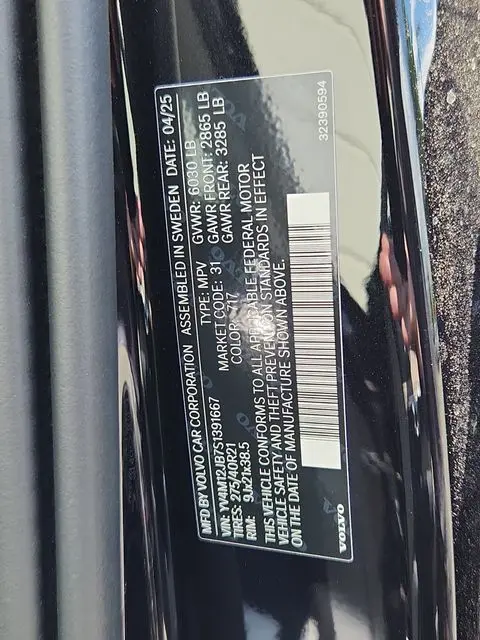 MFD BY VOLVO CAR CORPORATION ASSEMBLED IN SWEDEN DATE: 04/25
VIN: YV4M12JB7S1391667 TYPE: MPV GVWR: 6030 LB
TIRES: 275/40R21 MARKET CODE: 31 GAWR FRONT: 2865 LB
RIM: 9Jx21x38.5 COLOR: 717 GAWR REAR: 3285 LB
THIS VEHICLE CONFORMS TO ALL APPLICABLE FEDERAL MOTOR
VEHICLE SAFETY AND THEFT PREVENTION STANDARDS IN EFFECT
ON THE DATE OF MANUFACTURE SHOWN ABOVE.
VOLVO 32390594